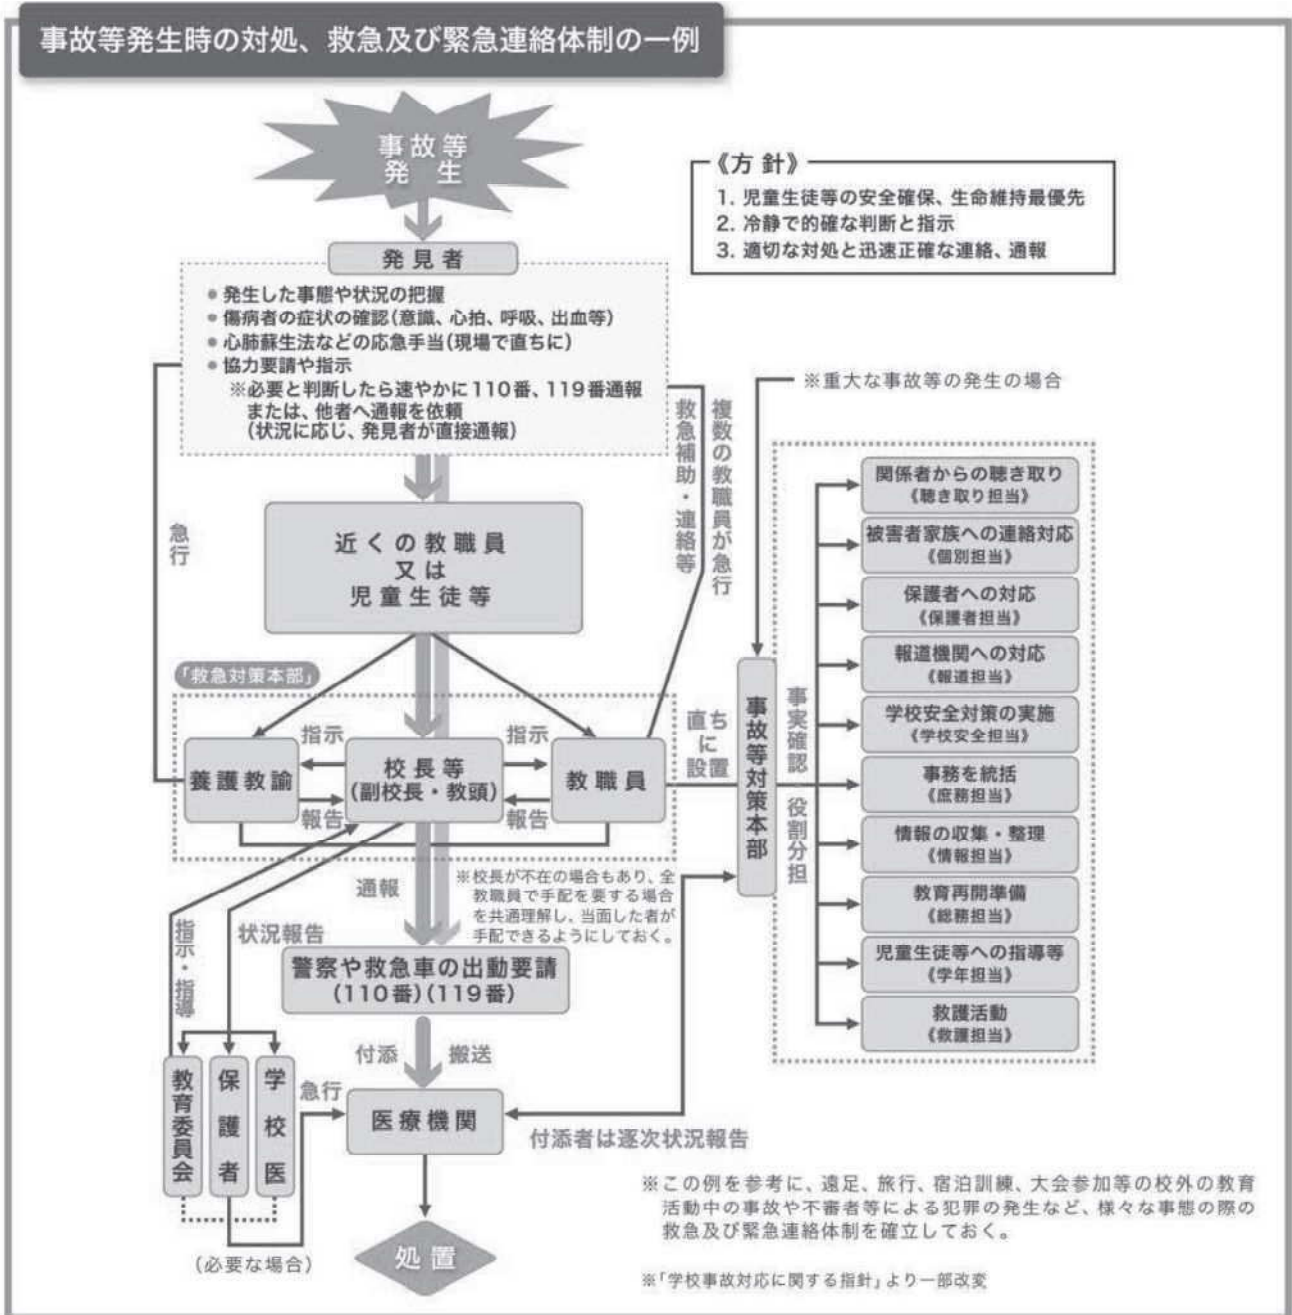 事故等発生時の対処、救急及び緊急連絡体制の一例
事故等
発生
《方針》
1. 児童生徒等の安全確保、生命維持最優先
2. 冷静で的確な判断と指示
3. 適切な対処と迅速正確な連絡、通報
発見者
● 発生した事態や状況の把握
● 傷病者の症状の確認(意識、心拍、呼吸、出血等)
● 心肺蘇生法などの応急手当(現場で直ちに)
● 協力要請や指示
※必要と判断したら速やかに110番、119番通報
または、他者へ通報を依頼
(状況に応じ、発見者が直接通報)
急行
救急補助・連絡等
複数の教職員が急行
※重大な事故等の発生の場合
近くの教職員
又は
児童生徒等
「救急対策本部」
指示
指示
養護教諭
校長等
(副校長・教頭)
教職員
報告
報告
直ち
に
設置
事故等対策本部
事実確認・役割分担
関係者からの聴き取り
《聴き取り担当》
被害者家族への連絡対応
《個別担当》
保護者への対応
《保護者担当》
報道機関への対応
《報道担当》
学校安全対策の実施
《学校安全担当》
事務を統括
《庶務担当》
情報の収集・整理
《情報担当》
教育再開準備
《総務担当》
児童生徒等への指導等
《学年担当》
救護活動
《救護担当》
通報
※校長が不在の場合もあり、全
教職員で手配を要する場合
を共通理解し、当面した者が
手配できるようにしておく。
指示・指導
状況報告
警察や救急車の出動要請
(110番)(119番)
付添
搬送
教育委員会
保護者
学校医
急行
医療機関
付添者は逐次状況報告
(必要な場合)
処置
※この例を参考に、遠足、旅行、宿泊訓練、大会参加等の校外の教育
活動中の事故や不審者等による犯罪の発生など、様々な事態の際の
救急及び緊急連絡体制を確立しておく。
※「学校事故対応に関する指針」より一部改変